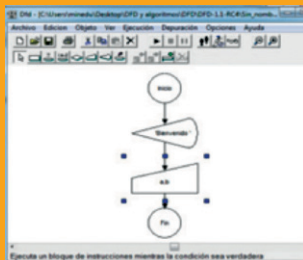 Dfd - [C:\Users\minedu\Desktop\DFD y algoritmos\DFD\DFD-1.1-RC4\Sin_nomb...
Archivo Edicion Objeto Ver Ejecución Depuración Opciones Ayuda
Inicio
'Bienvenido '
a,b
Fin
Ejecuta un bloque de instrucciones mientras la condición sea verdadera